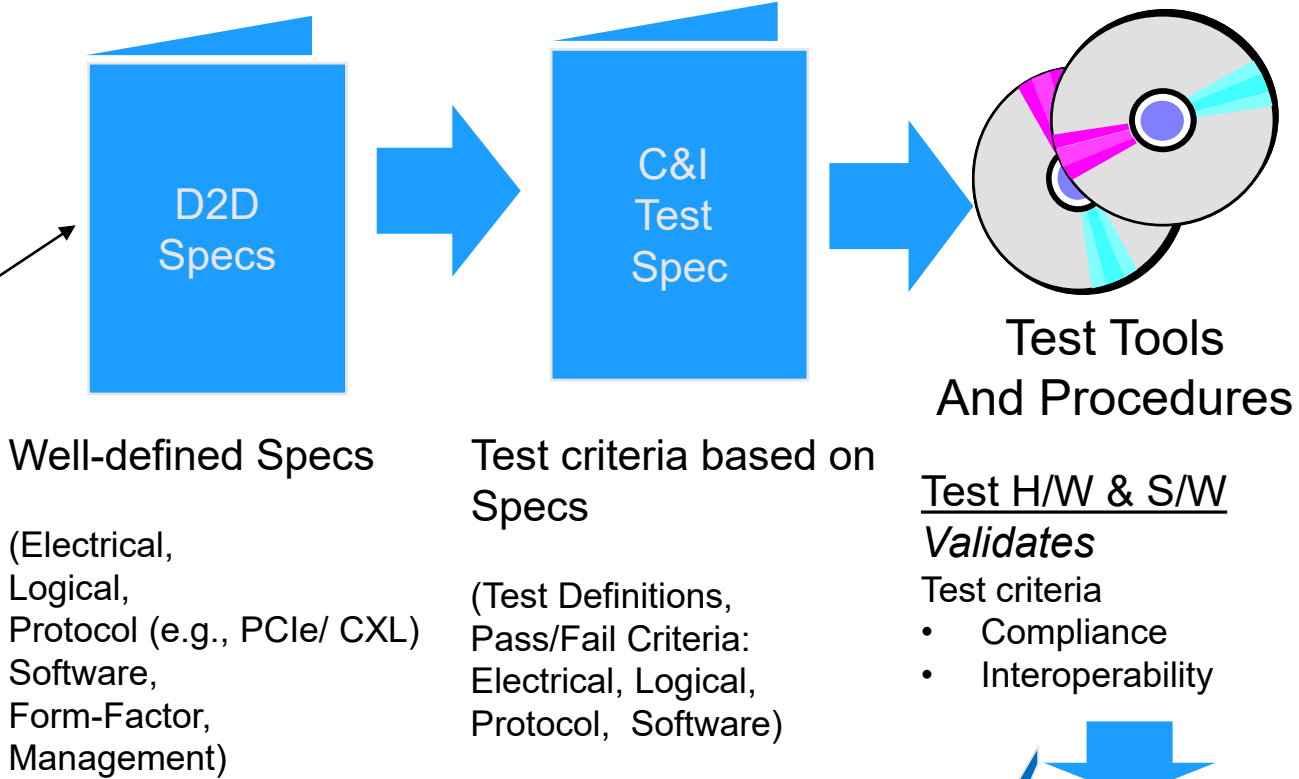 D2D
Specs
C&I
Test
Spec
Test Tools
And Procedures
Well-defined Specs
(Electrical,
Logical,
Protocol (e.g., PCIe/ CXL)
Software,
Form-Factor,
Management)
Test criteria based on
Specs
(Test Definitions,
Pass/Fail Criteria:
Electrical, Logical,
Protocol,  Software)
Test H/W & S/W
Validates
Test criteria
• Compliance
• Interoperability